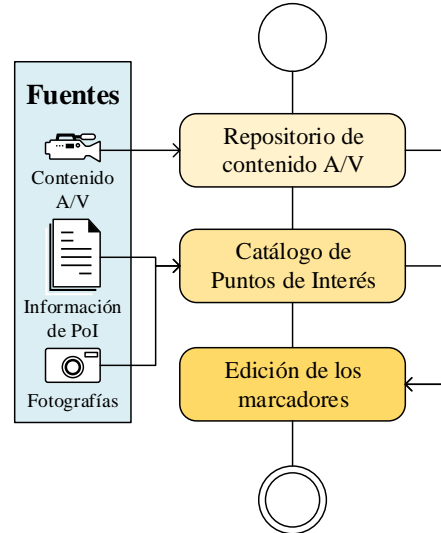 Fuentes
Contenido
A/V
Información
de PoI
Fotografías
Repositorio de
contenido A/V
Catálogo de
Puntos de Interés
Edición de los
marcadores